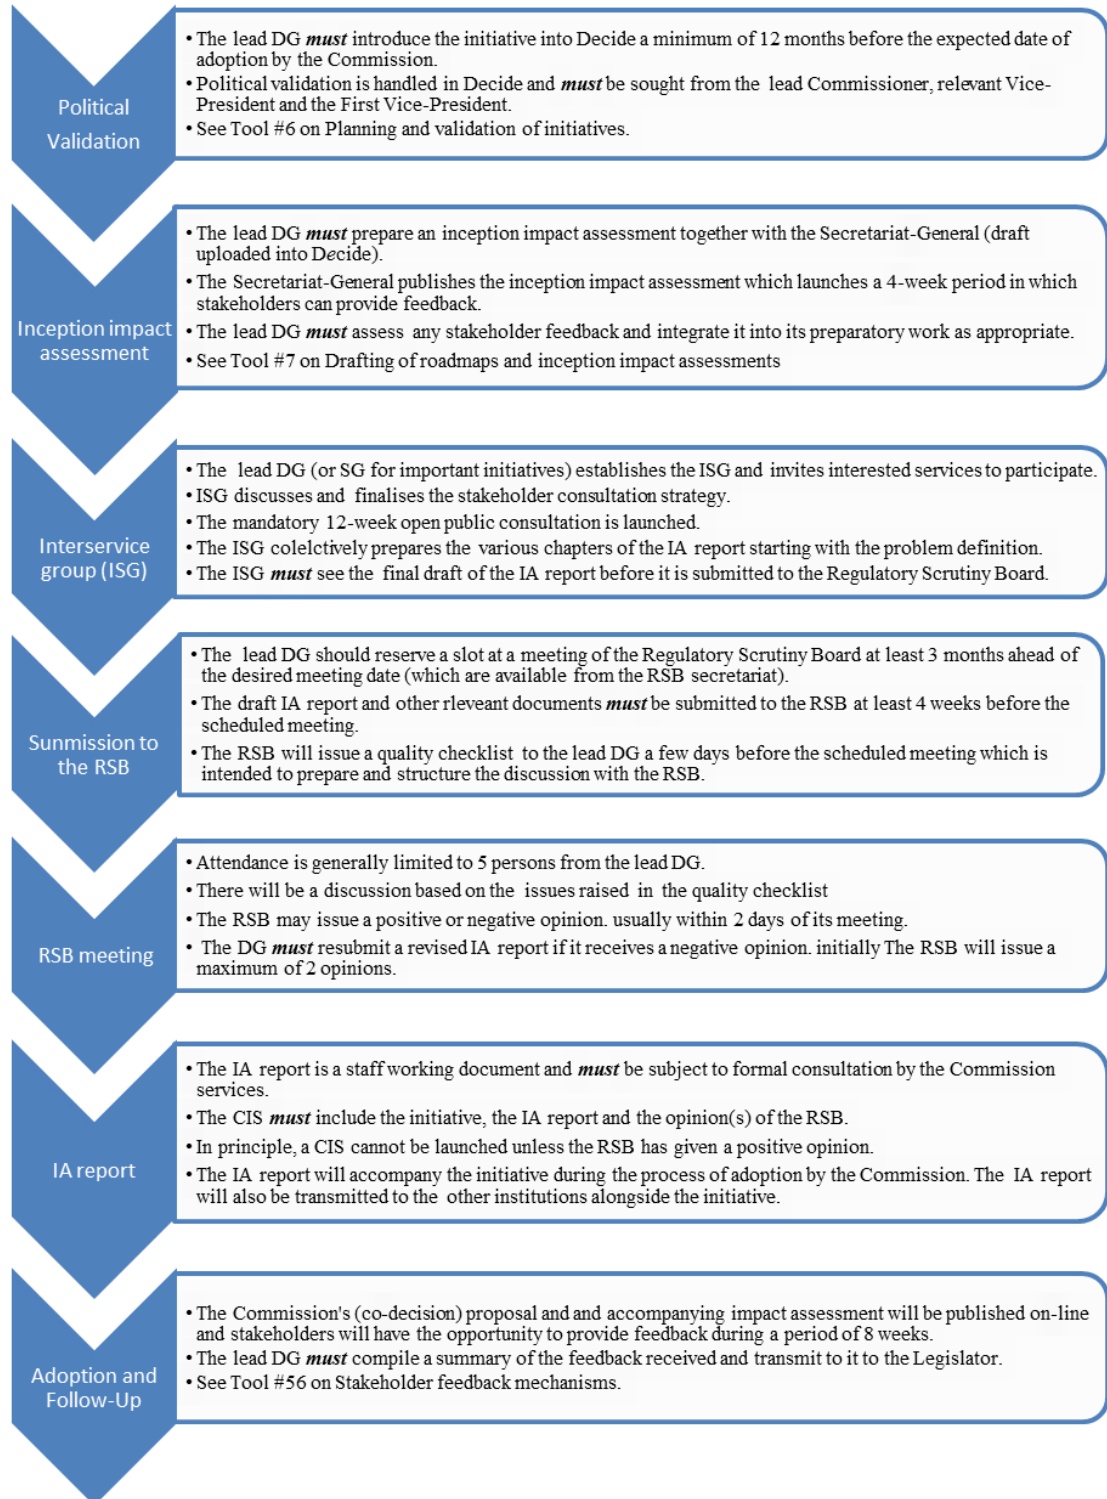 Political
Validation
• The lead DG must introduce the initiative into Decide a minimum of 12 months before the expected date of
adoption by the Commission.
• Political validation is handled in Decide and must be sought from the lead Commissioner, relevant Vice-
President and the First Vice-President.
• See Tool #6 on Planning and validation of initiatives.
Inception impact
assessment
• The lead DG must prepare an inception impact assessment together with the Secretariat-General (draft
uploaded into Decide).
• The Secretariat-General publishes the inception impact assessment which launches a 4-week period in which
stakeholders can provide feedback.
• The lead DG must assess any stakeholder feedback and integrate it into its preparatory work as appropriate.
• See Tool #7 on Drafting of roadmaps and inception impact assessments
Interservice
group (ISG)
• The lead DG (or SG for important initiatives) establishes the ISG and invites interested services to participate.
• ISG discusses and finalises the stakeholder consultation strategy.
• The mandatory 12-week open public consultation is launched.
• The ISG colelctively prepares the various chapters of the IA report starting with the problem definition.
• The ISG must see the final draft of the IA report before it is submitted to the Regulatory Scrutiny Board.
Sunmission to
the RSB
• The lead DG should reserve a slot at a meeting of the Regulatory Scrutiny Board at least 3 months ahead of
the desired meeting date (which are available from the RSB secretariat).
• The draft IA report and other rleveant documents must be submitted to the RSB at least 4 weeks before the
scheduled meeting.
• The RSB will issue a quality checklist to the lead DG a few days before the scheduled meeting which is
intended to prepare and structure the discussion with the RSB.
RSB meeting
• Attendance is generally limited to 5 persons from the lead DG.
• There will be a discussion based on the issues raised in the quality checklist
• The RSB may issue a positive or negative opinion. usually within 2 days of its meeting.
• The DG must resubmit a revised IA report if it receives a negative opinion. initially The RSB will issue a
maximum of 2 opinions.
IA report
• The IA report is a staff working document and must be subject to formal consultation by the Commission
services.
• The CIS must include the initiative, the IA report and the opinion(s) of the RSB.
• In principle, a CIS cannot be launched unless the RSB has given a positive opinion.
• The IA report will accompany the initiative during the process of adoption by the Commission. The IA report
will also be transmitted to the other institutions alongside the initiative.
Adoption and
Follow-Up
• The Commission's (co-decision) proposal and and accompanying impact assessment will be published on-line
and stakeholders will have the opportunity to provide feedback during a period of 8 weeks.
• The lead DG must compile a summary of the feedback received and transmit to it to the Legislator.
• See Tool #56 on Stakeholder feedback mechanisms.